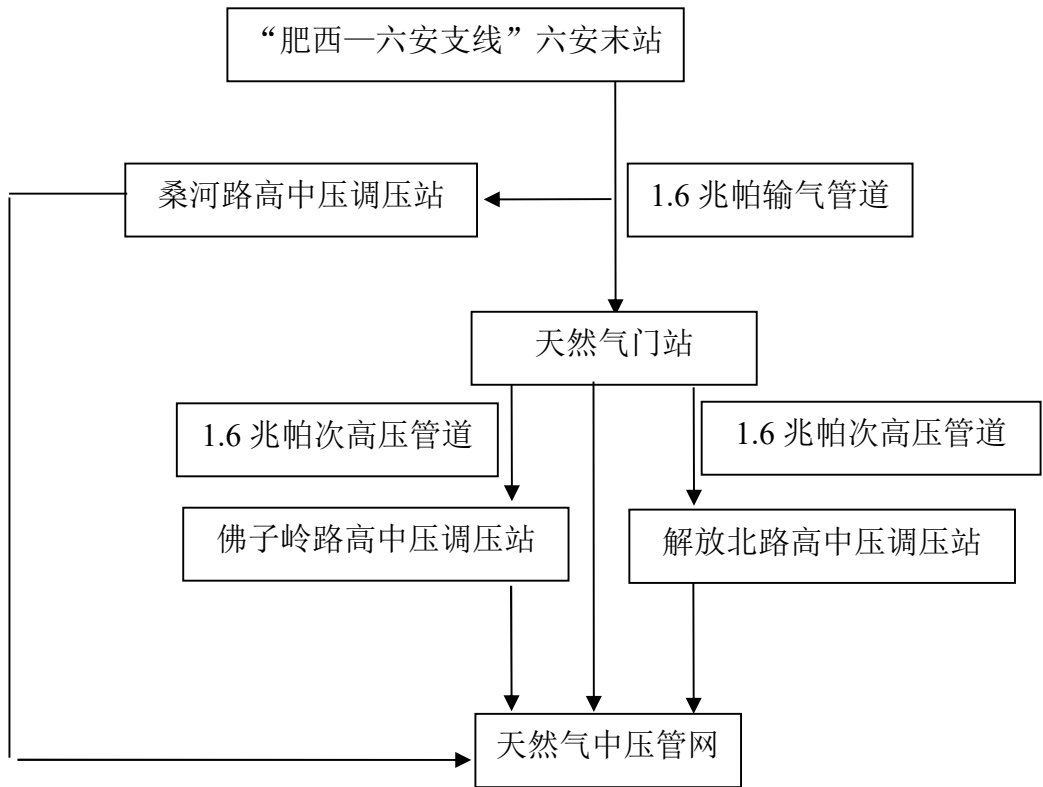 “肥西—六安支线”六安末站
桑河路高中压调压站
1.6 兆帕输气管道
天然气门站
1.6 兆帕次高压管道
1.6 兆帕次高压管道
佛子岭路高中压调压站
解放北路高中压调压站
天然气中压管网